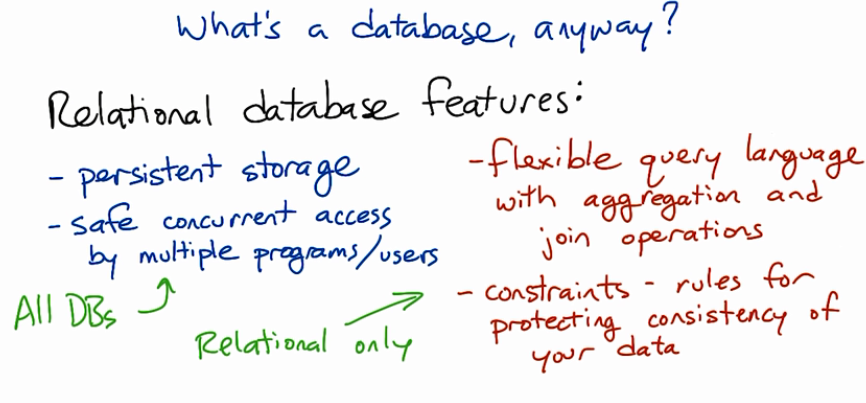 What's a database, anyway?
Relational database features:
- persistent storage
- safe concurrent access
by multiple programs/users
All DBs
Relational only
- flexible query language
with aggregation and
join operations
- constraints - rules for
protecting consistency of
your data